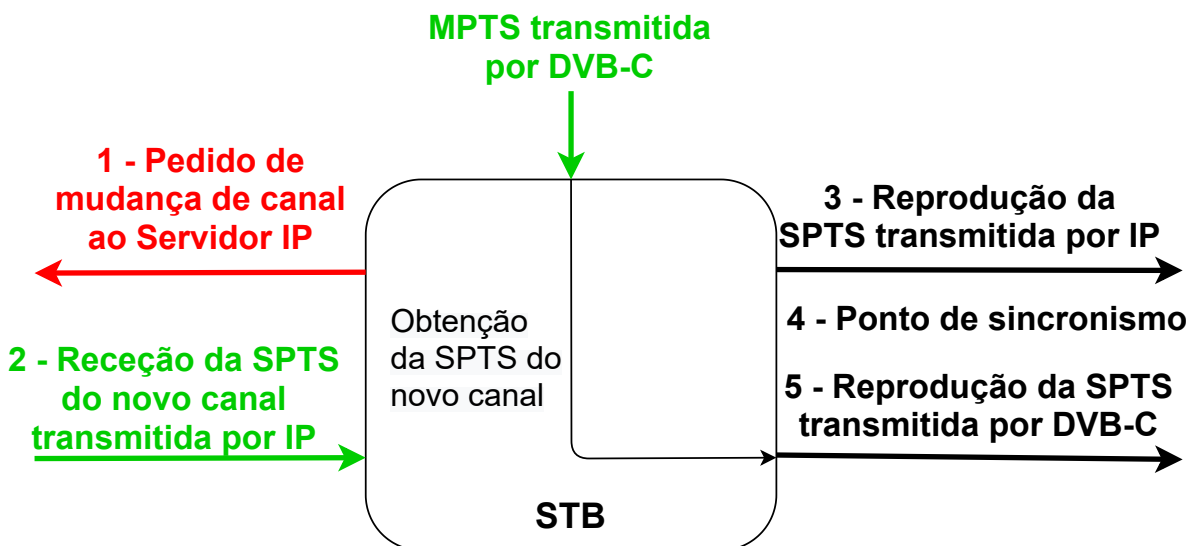 MPTS transmitida
por DVB-C
1 - Pedido de
mudança de canal
ao Servidor IP
2 - Receção da SPTS
do novo canal
transmitida por IP
Obtenção
da SPTS do
novo canal
STB
3 - Reprodução da
SPTS transmitida por IP
4 - Ponto de sincronismo
5 - Reprodução da SPTS
transmitida por DVB-C